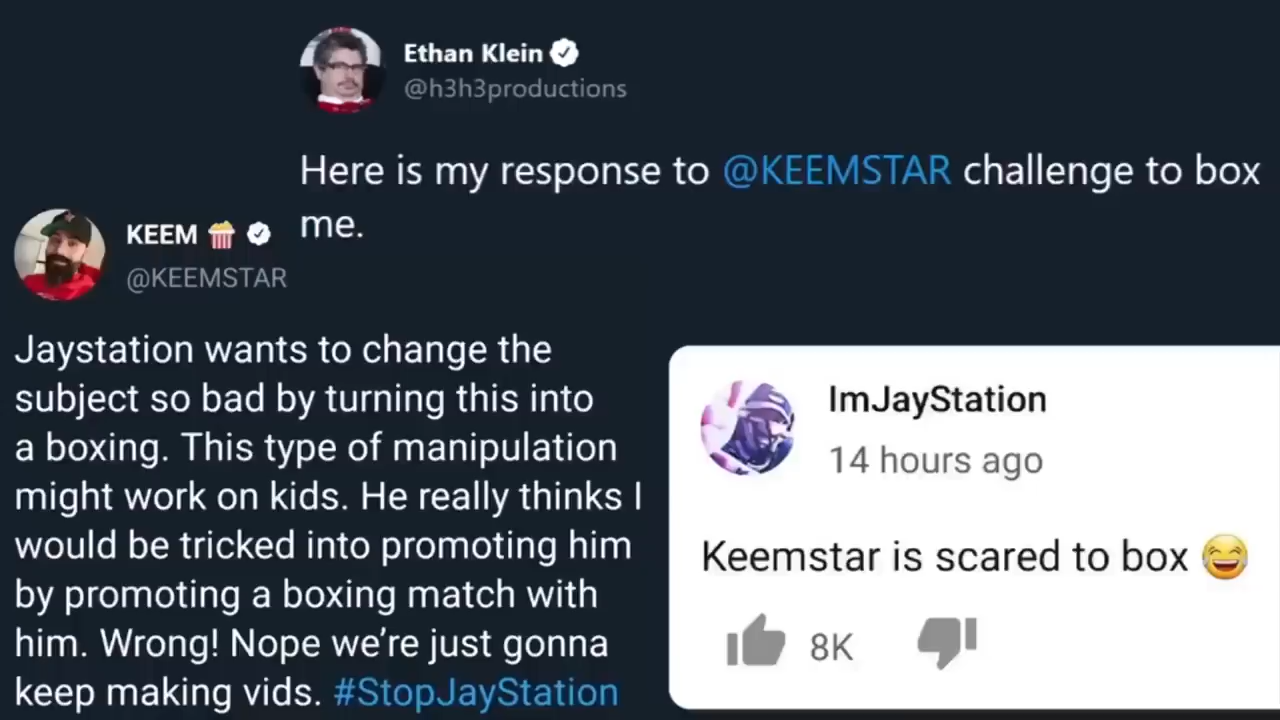 Ethan Klein
@h3h3productions
Here is my response to @KEEMSTAR challenge to box
me.
KEEM 🍿
@KEEMSTAR
Jaystation wants to change the
subject so bad by turning this into
a boxing. This type of manipulation
might work on kids. He really thinks I
would be tricked into promoting him
by promoting a boxing match with
him. Wrong! Nope we’re just gonna
keep making vids. #StopJayStation
ImJayStation
14 hours ago
Keemstar is scared to box 😂
8K